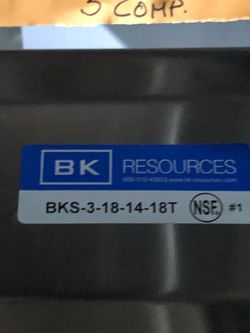 3 COMP.
BK RESOURCES
BKS-3-18-14-18T NSF® #1